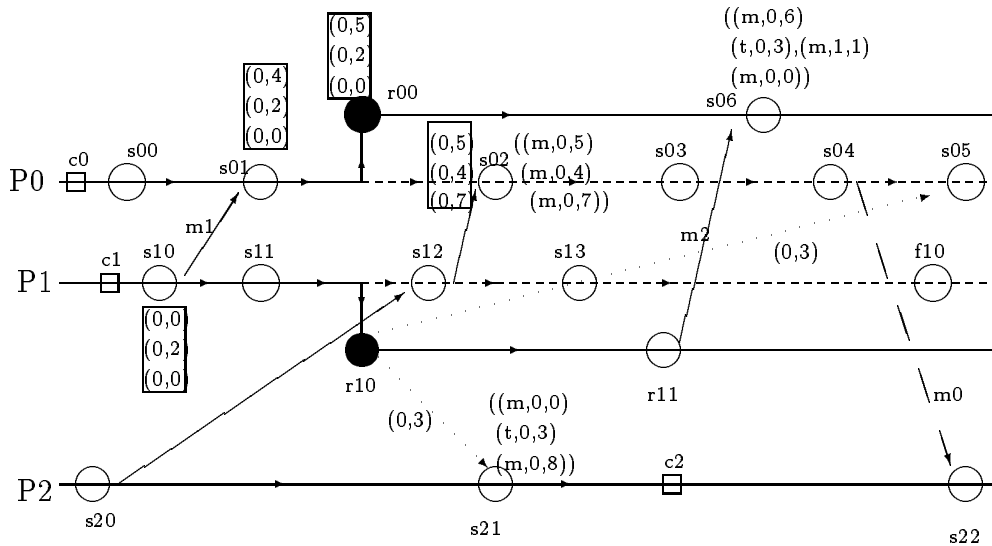 ((m,0,6)
(t,0,3),(m,1,1)
(m,0,0))
(0,5)
(0,2)
(0,0)
r00
s06
(0,4)
(0,2)
(0,0)
P0
c0
s00
s01
(0,5)
(0,4)
(0,7)
s02
((m,0,5)
(m,0,4)
(m,0,7))
s03
s04
s05
m1
m2
(0,3)
P1
c1
s10
s11
s12
s13
f10
(0,0)
(0,2)
(0,0)
r10
r11
m0
(0,3)
((m,0,0)
(t,0,3)
(m,0,8))
P2
c2
s20
s21
s22